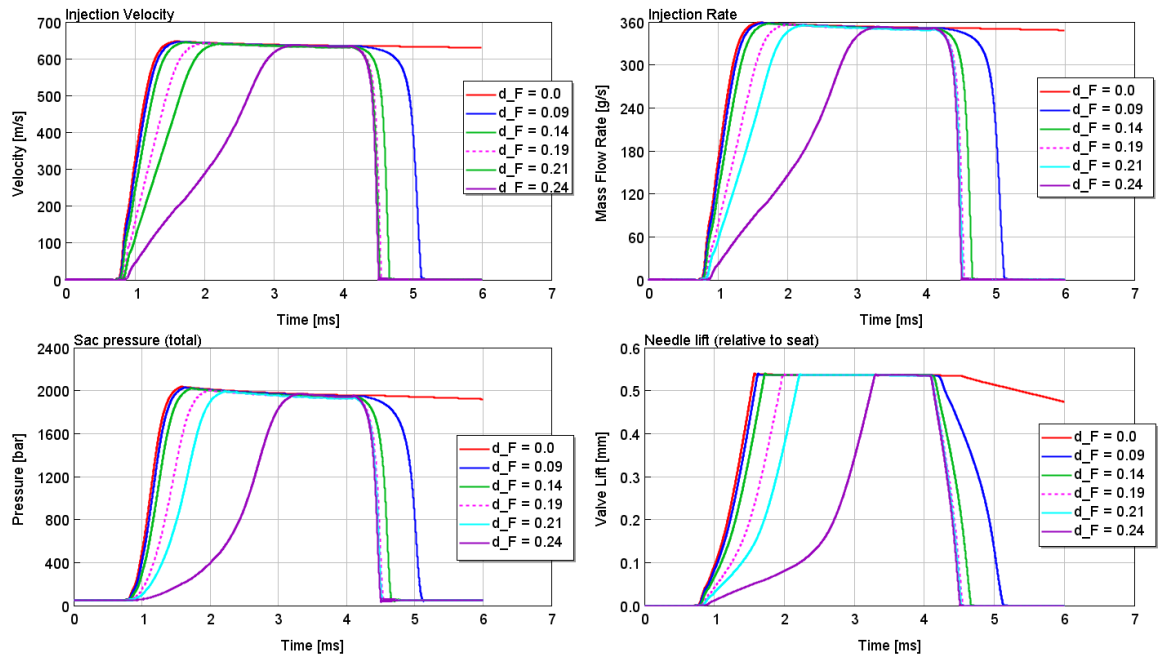 Injection Velocity
700
600
500
400
300
200
100
0
Velocity [m/s]
0 1 2 3 4 5 6 7
Time [ms]
d_F = 0.0
d_F = 0.09
d_F = 0.14
d_F = 0.19
d_F = 0.21
d_F = 0.24
Injection Rate
360
300
240
180
120
60
0
Mass Flow Rate [g/s]
0 1 2 3 4 5 6 7
Time [ms]
d_F = 0.0
d_F = 0.09
d_F = 0.14
d_F = 0.19
d_F = 0.21
d_F = 0.24
Sac pressure (total)
2400
2000
1600
1200
800
400
0
Pressure [bar]
0 1 2 3 4 5 6 7
Time [ms]
d_F = 0.0
d_F = 0.09
d_F = 0.14
d_F = 0.19
d_F = 0.21
d_F = 0.24
Needle lift (relative to seat)
0.6
0.5
0.4
0.3
0.2
0.1
0.0
Valve Lift [mm]
0 1 2 3 4 5 6 7
Time [ms]
d_F = 0.0
d_F = 0.09
d_F = 0.14
d_F = 0.19
d_F = 0.21
d_F = 0.24